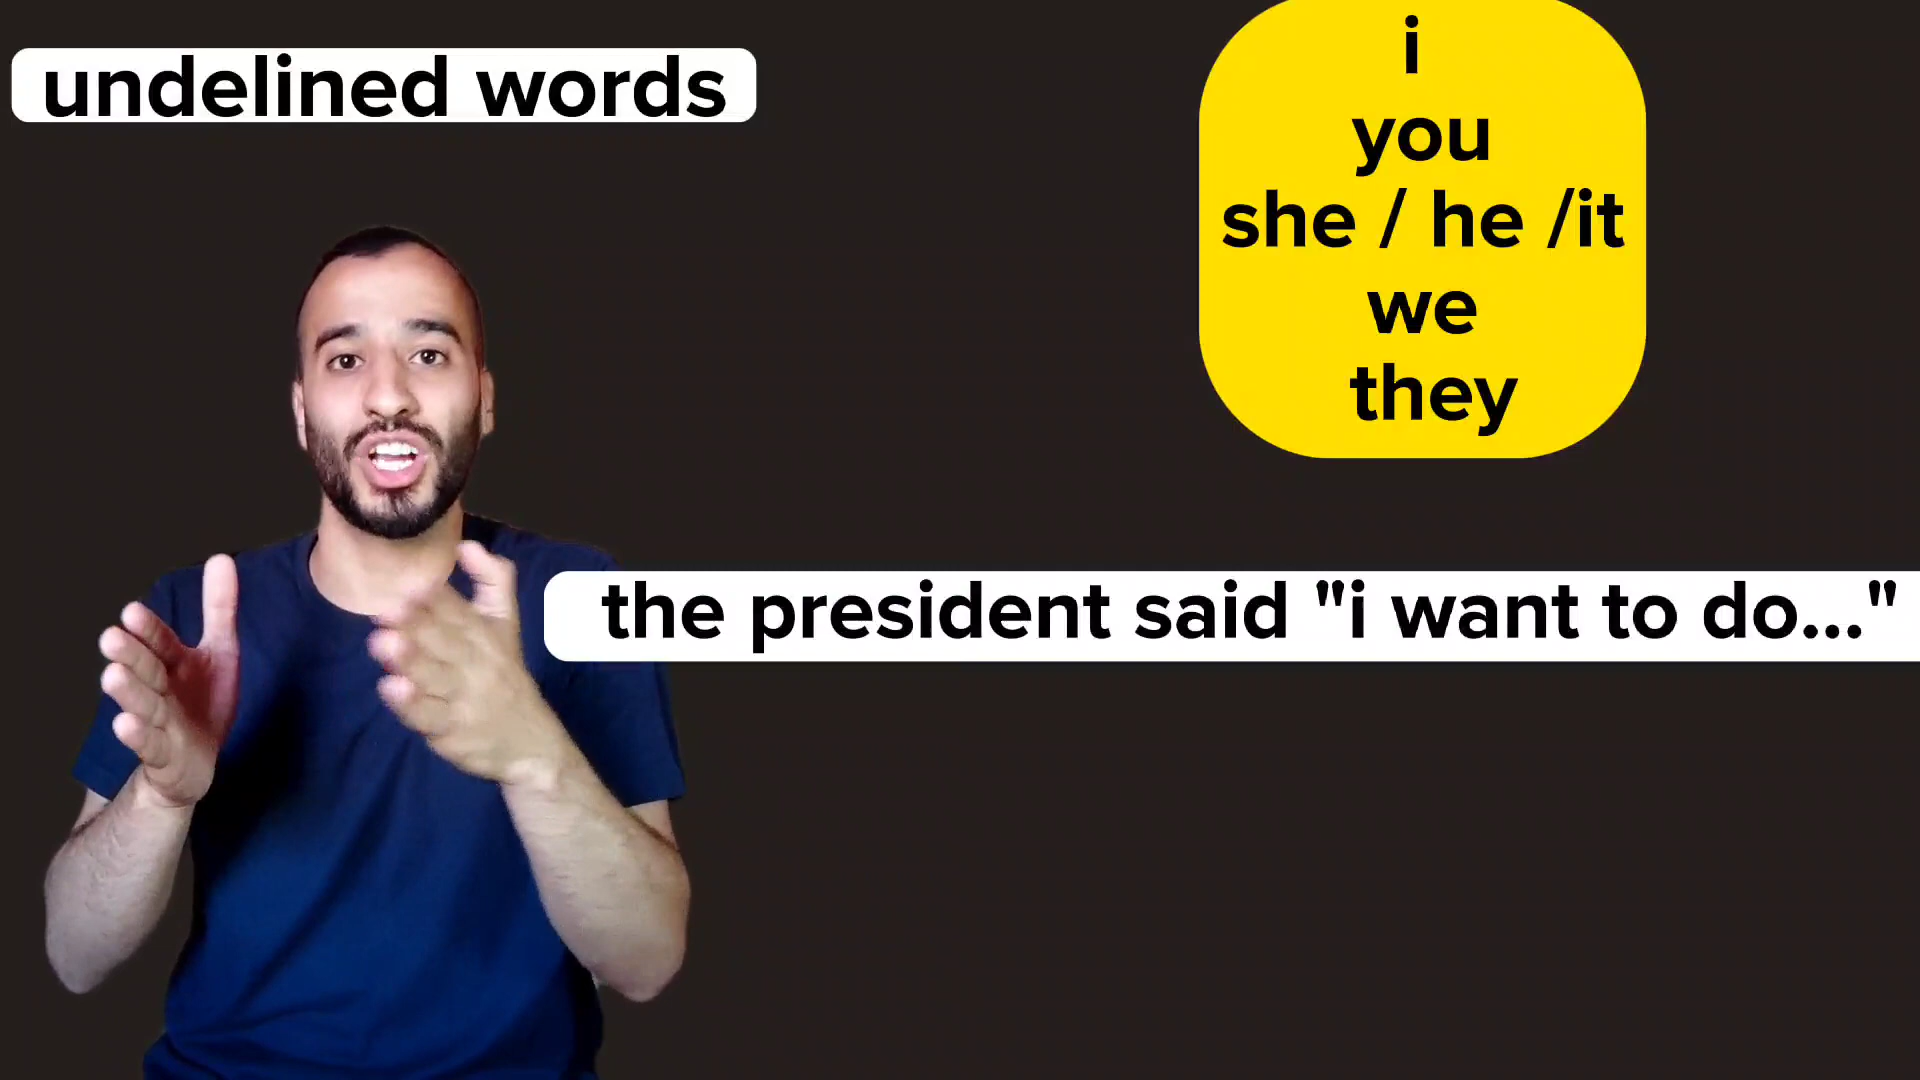 undelined words
i
you
she / he /it
we
they
the president said "i want to do..."